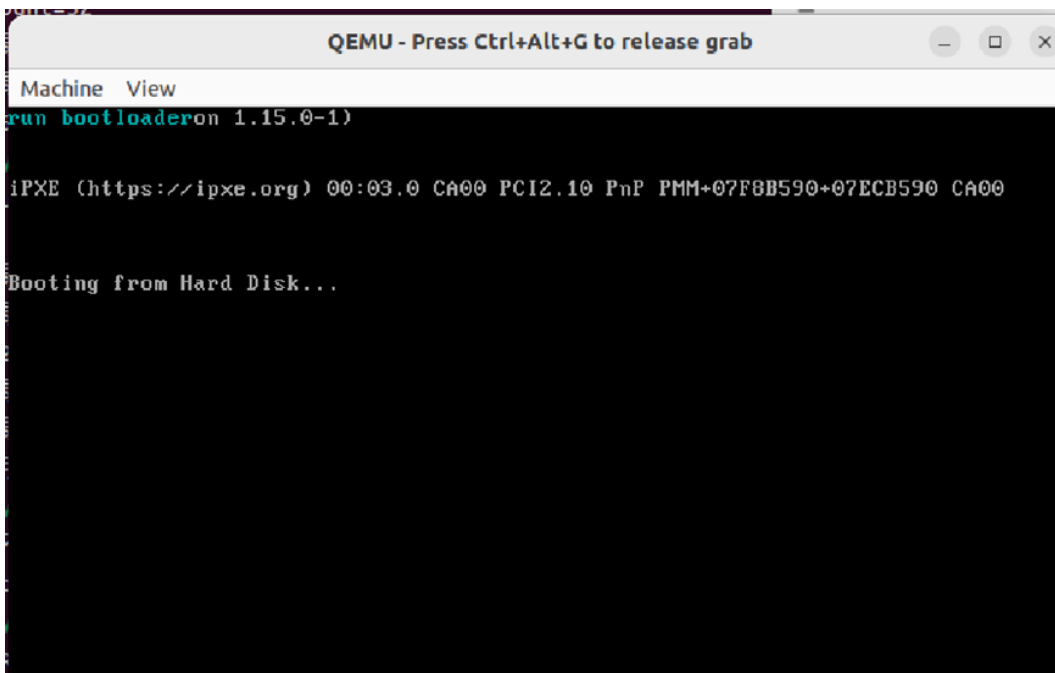 QEMU - Press Ctrl+Alt+G to release grab
Machine View
run bootloaderon 1.15.0-1)
iPXE (https://ipxe.org) 00:03.0 CA00 PCI2.10 PnP PMM+07F8B590+07ECB590 CA00
Booting from Hard Disk...